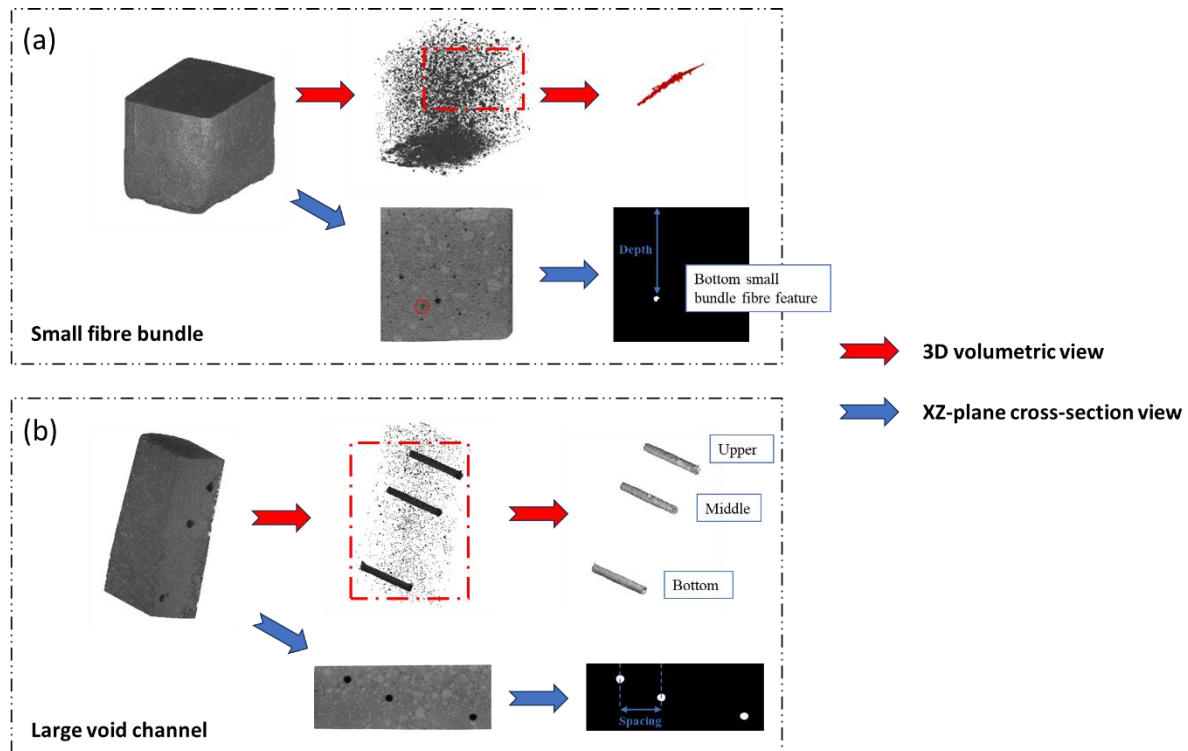 (a)
Depth
Bottom small
bundle fibre feature
Small fibre bundle
3D volumetric view
XZ-plane cross-section view
(b)
Upper
Middle
Bottom
Spacing
Large void channel